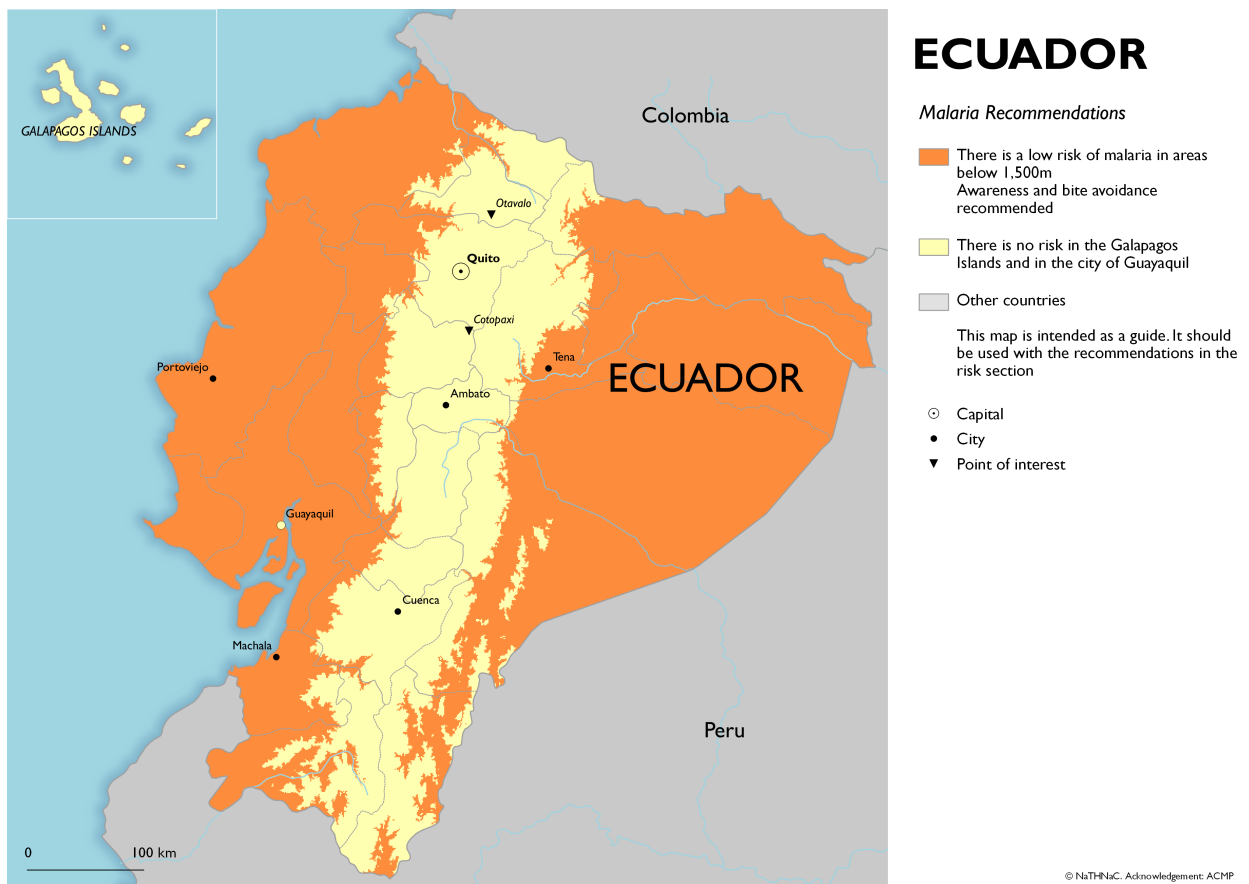 GALAPAGOS ISLANDS
Colombia
Otavalo
Quito
Cotopaxi
Tena
Portoviejo
ECUADOR
Ambato
Guayaquil
Cuenca
Machala
Peru
0 100 km
ECUADOR
Malaria Recommendations
There is a low risk of malaria in areas
below 1,500m
Awareness and bite avoidance
recommended
There is no risk in the Galapagos
Islands and in the city of Guayaquil
Other countries
This map is intended as a guide. It should
be used with the recommendations in the
risk section
Capital
City
Point of interest
© NaTHNaC. Acknowledgement: ACMP